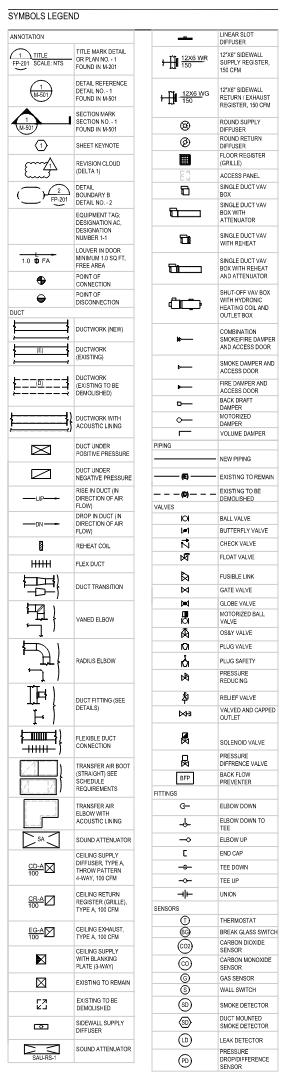 SYMBOLS LEGEND
ANNOTATION
1
TITLE
FP-201 SCALE: NTS
TITLE MARK DETAIL
OR PLAN NO. - 1
FOUND IN M-201
1
M-501
DETAIL REFERENCE
DETAIL NO. - 1
FOUND IN M-501
1
M-501
SECTION MARK
SECTION NO. - 1
FOUND IN M-501
1
SHEET KEYNOTE
1
REVISION CLOUD
(DELTA 1)
2
FP-201
DETAIL
BOUNDARY B
DETAIL NO. - 2
EQUIPMENT TAG;
DESIGNATION AC,
DESIGNATION
NUMBER 1-1
1.0 FA
LOUVER IN DOOR
MINIMUM 1.0 SQ FT,
FREE AREA
POINT OF
CONNECTION
POINT OF
DISCONNECTION
DUCT
DUCTWORK (NEW)
(E)
DUCTWORK
(EXISTING)
(D)
DUCTWORK
(EXISTING TO BE
DEMOLISHED)
DUCTWORK WITH
ACOUSTIC LINING
DUCT UNDER
POSITIVE PRESSURE
DUCT UNDER
NEGATIVE PRESSURE
UP
RISE IN DUCT (IN
DIRECTION OF AIR
FLOW)
DN
DROP IN DUCT (IN
DIRECTION OF AIR
FLOW)
REHEAT COIL
FLEX DUCT
DUCT TRANSITION
VANED ELBOW
RADIUS ELBOW
DUCT FITTING (SEE
DETAILS)
FLEXIBLE DUCT
CONNECTION
TRANSFER AIR BOOT
(STRAIGHT) SEE
SCHEDULE
REQUIREMENTS
TRANSFER AIR
ELBOW WITH
ACOUSTIC LINING
SA
SOUND ATTENUATOR
CD-A
100
CEILING SUPPLY
DIFFUSER, TYPE A,
THROW PATTERN
4-WAY, 100 CFM
CR-A
100
CEILING RETURN
REGISTER (GRILLE),
TYPE A, 100 CFM
EG-A
100
CEILING EXHAUST,
TYPE A, 100 CFM
CEILING SUPPLY
WITH BLANKING
PLATE (3-WAY)
EXISTING TO REMAIN
EXISTING TO BE
DEMOLISHED
SIDEWALL SUPPLY
DIFFUSER
SAU-RS-1
SOUND ATTENUATOR
LINEAR SLOT
DIFFUSER
12X6 WR
150
12"X6" SIDEWALL
SUPPLY REGISTER,
150 CFM
12X6 WG
150
12"X6" SIDEWALL
RETURN / EXHAUST
REGISTER, 150 CFM
ROUND SUPPLY
DIFFUSER
ROUND RETURN
DIFFUSER
FLOOR REGISTER
(GRILLE)
ACCESS PANEL
SINGLE DUCT VAV
BOX
SINGLE DUCT VAV
BOX WITH
ATTENUATOR
SINGLE DUCT VAV
WITH REHEAT
SINGLE DUCT VAV
BOX WITH REHEAT
AND ATTENUATOR
SHUT-OFF VAV BOX
WITH HYDRONIC
HEATING COIL AND
OUTLET BOX
COMBINATION
SMOKE/FIRE DAMPER
AND ACCESS DOOR
SMOKE DAMPER AND
ACCESS DOOR
FIRE DAMPER AND
ACCESS DOOR
BACK DRAFT
DAMPER
MOTORIZED
DAMPER
VOLUME DAMPER
PIPING
NEW PIPING
EXISTING TO REMAIN
EXISTING TO BE
DEMOLISHED
VALVES
BALL VALVE
BUTTERFLY VALVE
CHECK VALVE
FLOAT VALVE
FUSIBLE LINK
GATE VALVE
GLOBE VALVE
MOTORIZED BALL
VALVE
OS&Y VALVE
PLUG VALVE
PLUG SAFETY
PRESSURE
REDUCING
RELIEF VALVE
VALVED AND CAPPED
OUTLET
SOLENOID VALVE
PRESSURE
DIFFRENCE VALVE
BFP
BACK FLOW
PREVENTER
FITTINGS
ELBOW DOWN
ELBOW DOWN TO
TEE
ELBOW UP
END CAP
TEE DOWN
TEE UP
UNION
SENSORS
T
THERMOSTAT
BG
BREAK GLASS SWITCH
CO2
CARBON DIOXIDE
SENSOR
CO
CARBON MONOXIDE
SENSOR
G
GAS SENSOR
S
WALL SWITCH
SD
SMOKE DETECTOR
SD
DUCT MOUNTED
SMOKE DETECTOR
LD
LEAK DETECTOR
PD
PRESSURE
DROP/DIFFERENCE
SENSOR